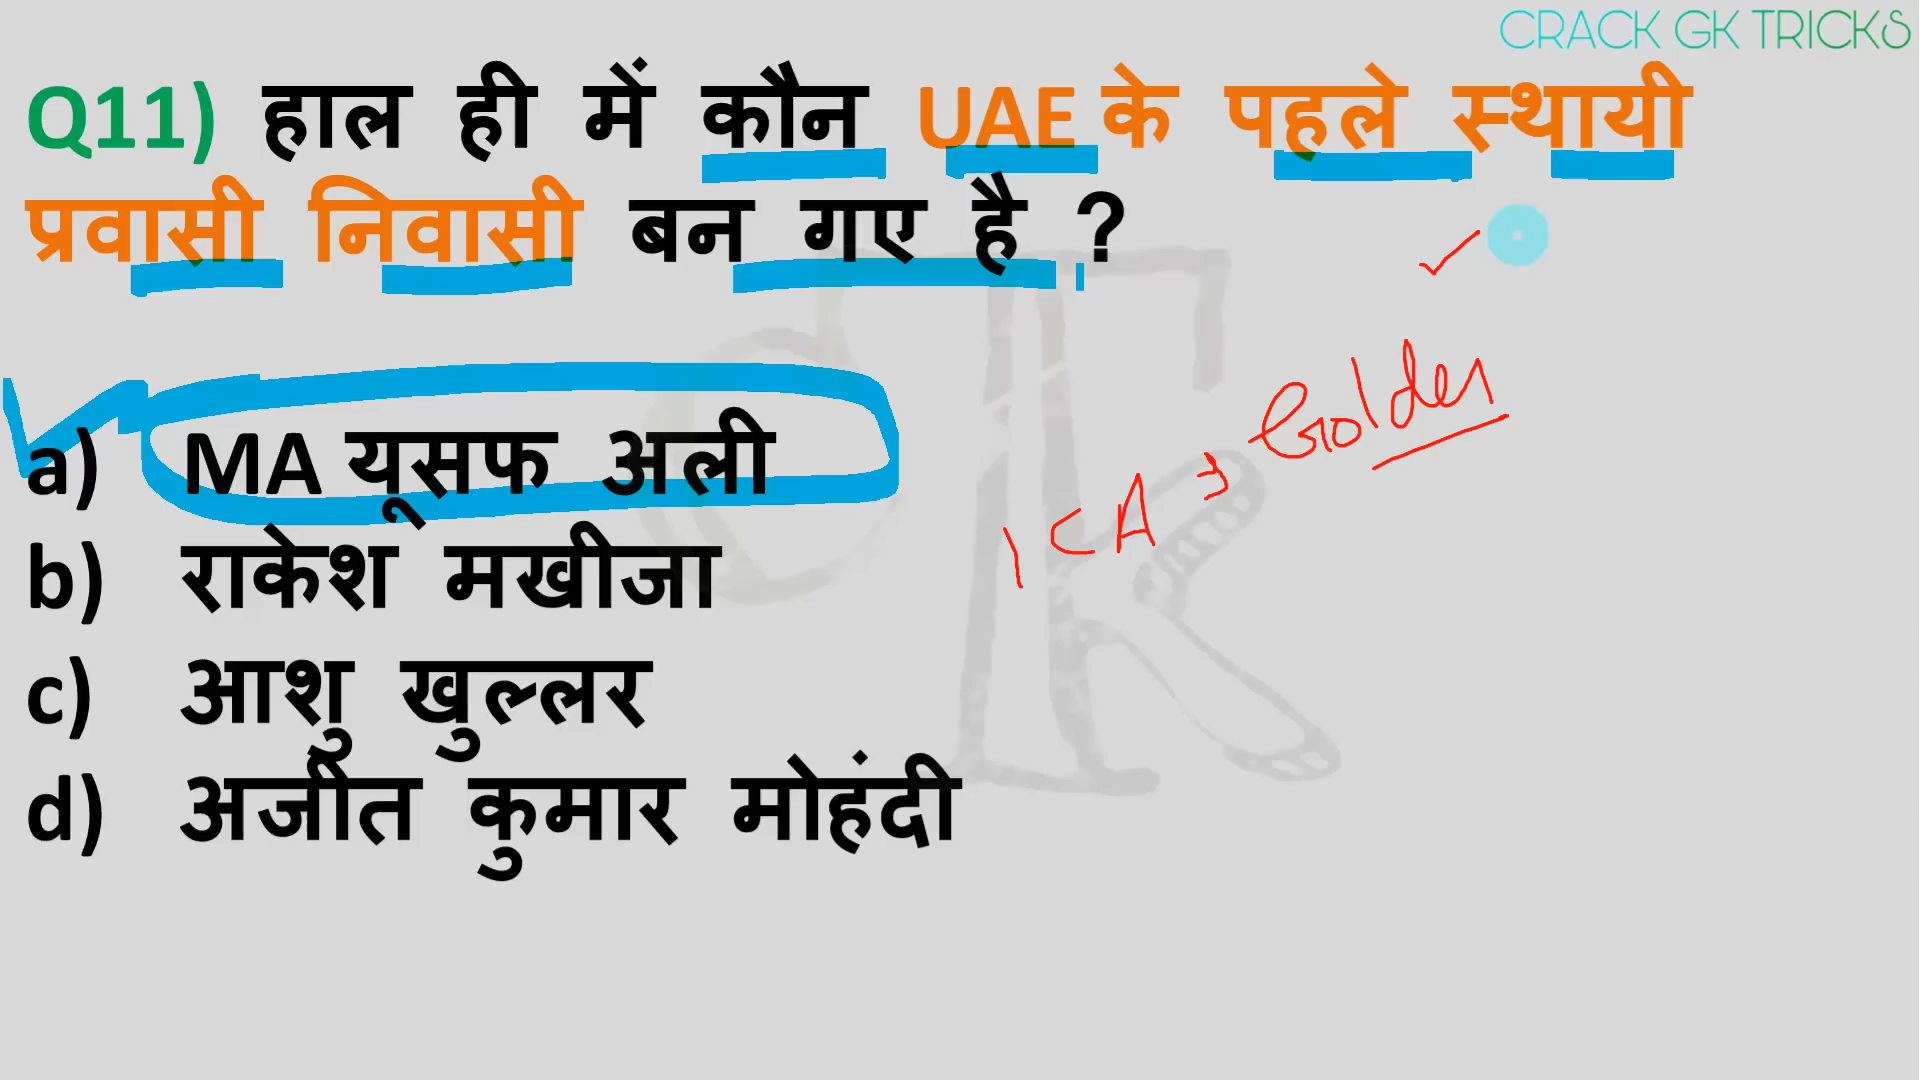 CRACK GK TRICKS
Q11) हाल ही में कौन UAE के पहले स्थायी
प्रवासी निवासी बन गए है ?
a) MA यूसफ अली
b) राकेश मखीजा
c) आशु खुल्लर
d) अजीत कुमार मोहंदी
ICA → Golden